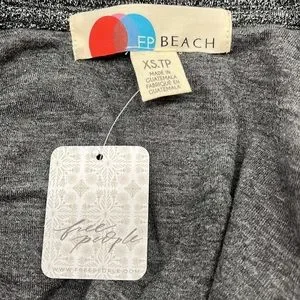 FP BEACH
XS.TP
MADE IN
GUATEMALA
FABRIQUÉ EN
GUATEMALA
free
people
WWW.FREEPEOPLE.COM